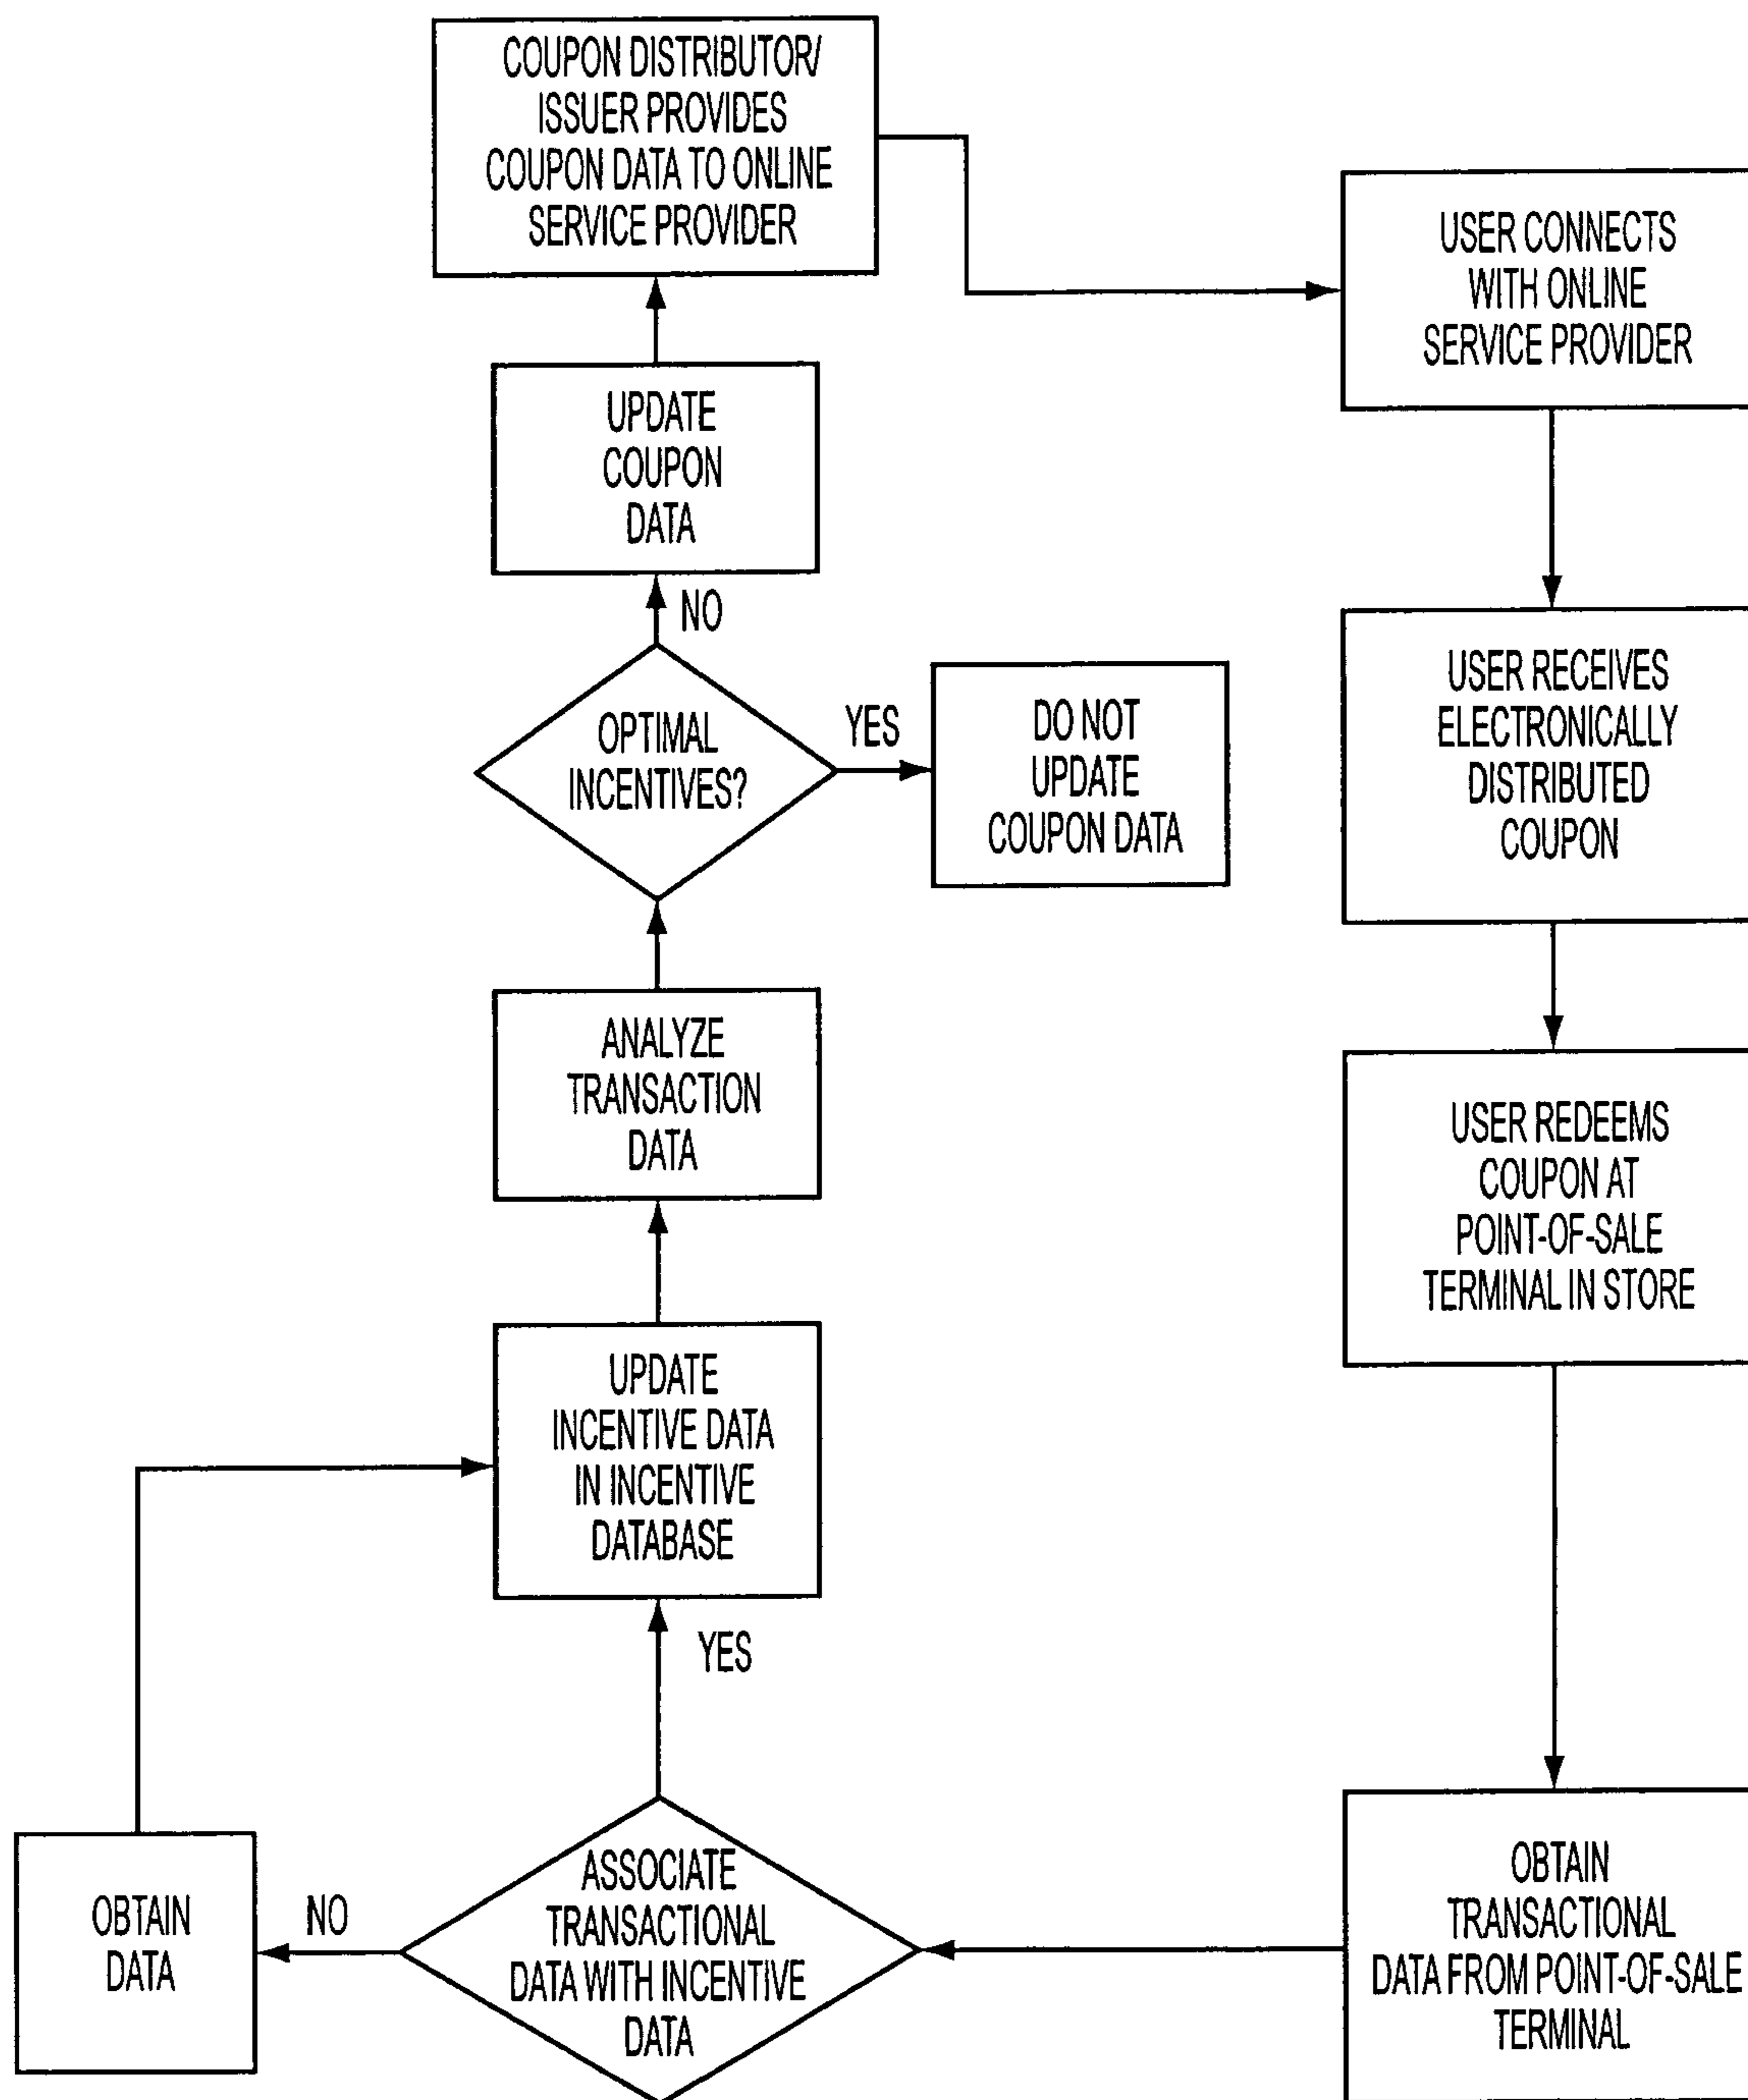 COUPON DISTRIBUTOR/
ISSUER PROVIDES
COUPON DATA TO ONLINE
SERVICE PROVIDER
USER CONNECTS
WITH ONLINE
SERVICE PROVIDER
UPDATE
COUPON
DATA
NO
OPTIMAL
INCENTIVES?
YES
DO NOT
UPDATE
COUPON DATA
USER RECEIVES
ELECTRONICALLY
DISTRIBUTED
COUPON
ANALYZE
TRANSACTION
DATA
USER REDEEMS
COUPON AT
POINT-OF-SALE
TERMINAL IN STORE
UPDATE
INCENTIVE DATA
IN INCENTIVE
DATABASE
YES
OBTAIN
DATA
NO
ASSOCIATE
TRANSACTIONAL
DATA WITH INCENTIVE
DATA
OBTAIN
TRANSACTIONAL
DATA FROM POINT-OF-SALE
TERMINAL